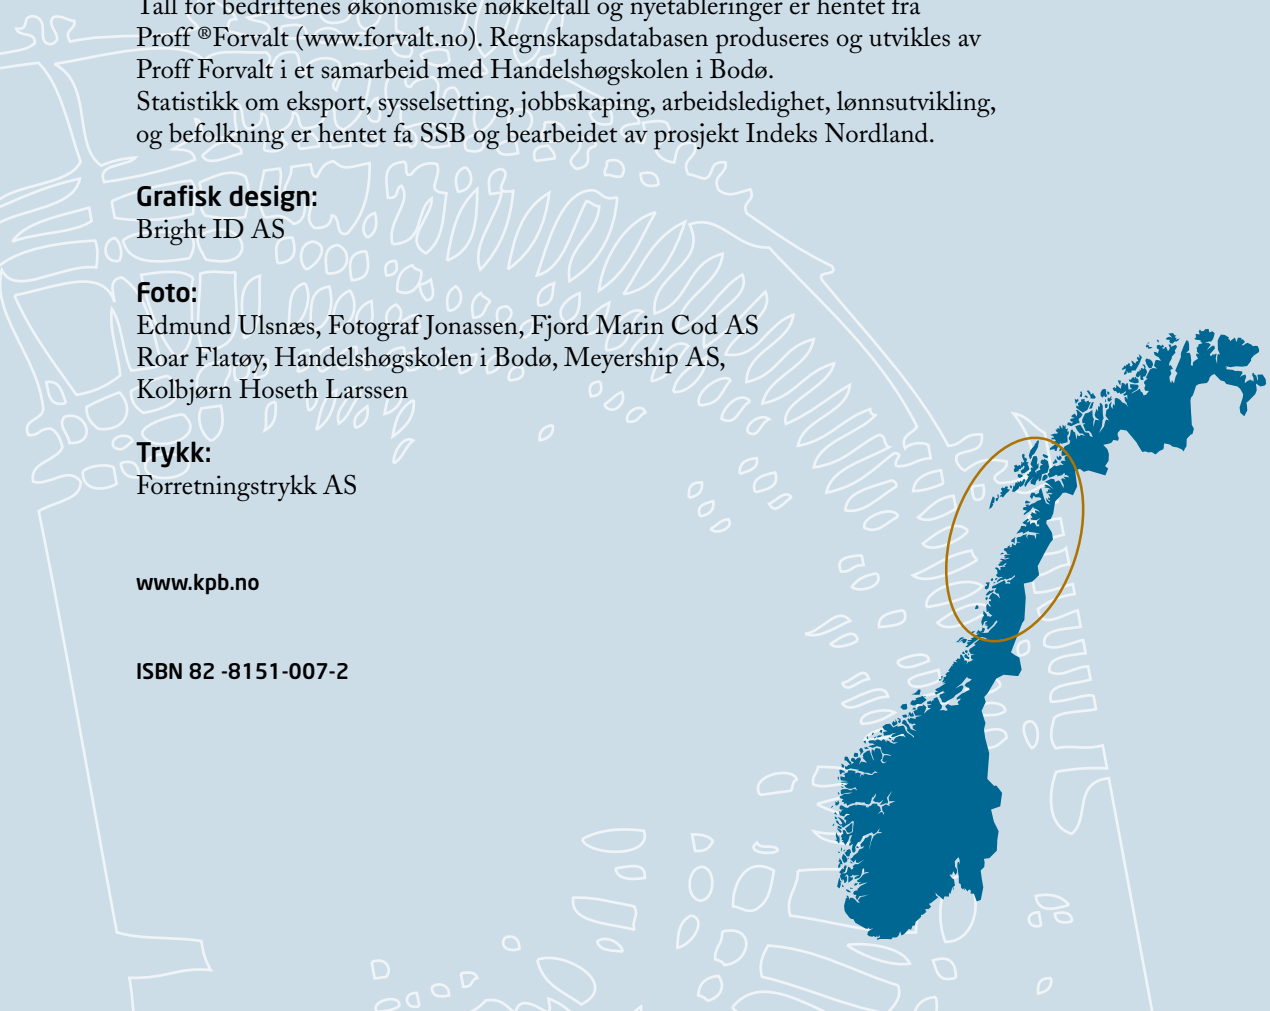 Tall for bedriftenes økonomiske nøkkeltall og nyetableringer er hentet fra
Proff ®Forvalt (www.forvalt.no). Regnskapsdatabasen produseres og utvikles av
Proff Forvalt i et samarbeid med Handelshøgskolen i Bodø.
Statistikk om eksport, sysselsetting, jobbskaping, arbeidsledighet, lønnsutvikling,
og befolkning er hentet fa SSB og bearbeidet av prosjekt Indeks Nordland.
Grafisk design:
Bright ID AS
Foto:
Edmund Ulsnæs, Fotograf Jonassen, Fjord Marin Cod AS
Roar Flatøy, Handelshøgskolen i Bodø, Meyership AS,
Kolbjørn Hoseth Larssen
Trykk:
Forretningstrykk AS
www.kpb.no
ISBN 82 -8151-007-2